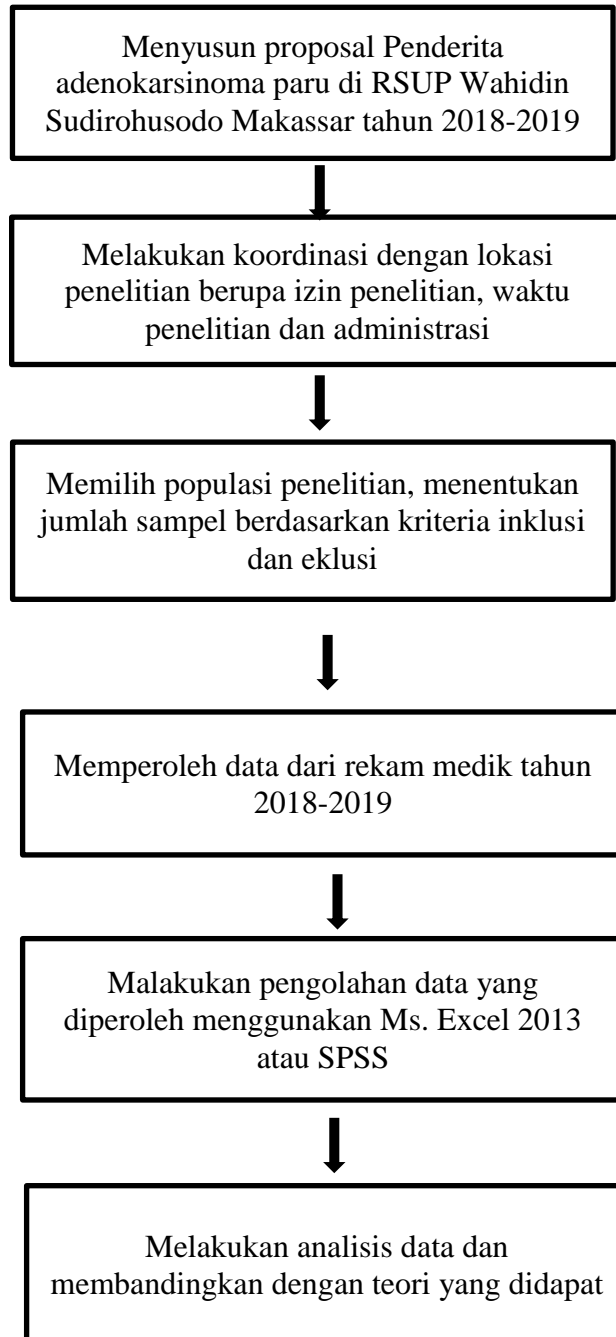 Menyusun proposal Penderita
adenokarsinoma paru di RSUP Wahidin
Sudirohusodo Makassar tahun 2018-2019
Melakukan koordinasi dengan lokasi
penelitian berupa izin penelitian, waktu
penelitian dan administrasi
Memilih populasi penelitian, menentukan
jumlah sampel berdasarkan kriteria inklusi
dan eklusi
Memperoleh data dari rekam medik tahun
2018-2019
Malakukan pengolahan data yang
diperoleh menggunakan Ms. Excel 2013
atau SPSS
Melakukan analisis data dan
membandingkan dengan teori yang didapat